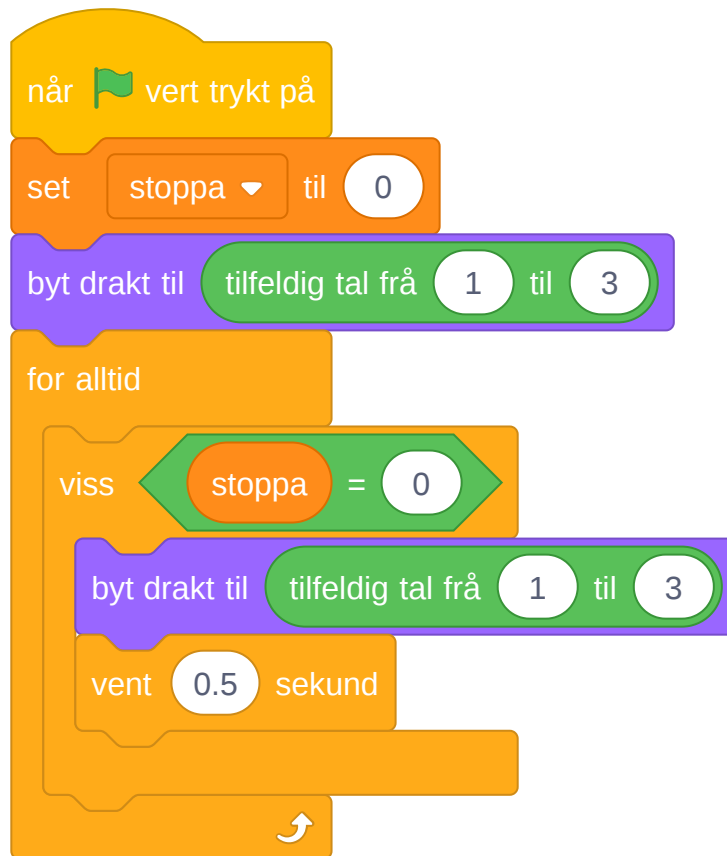 når vert trykt på
set stoppa til 0
byt drakt til tilfeldig tal frå 1 til 3
for alltid
viss stoppa = 0
byt drakt til tilfeldig tal frå 1 til 3
vent 0.5 sekund